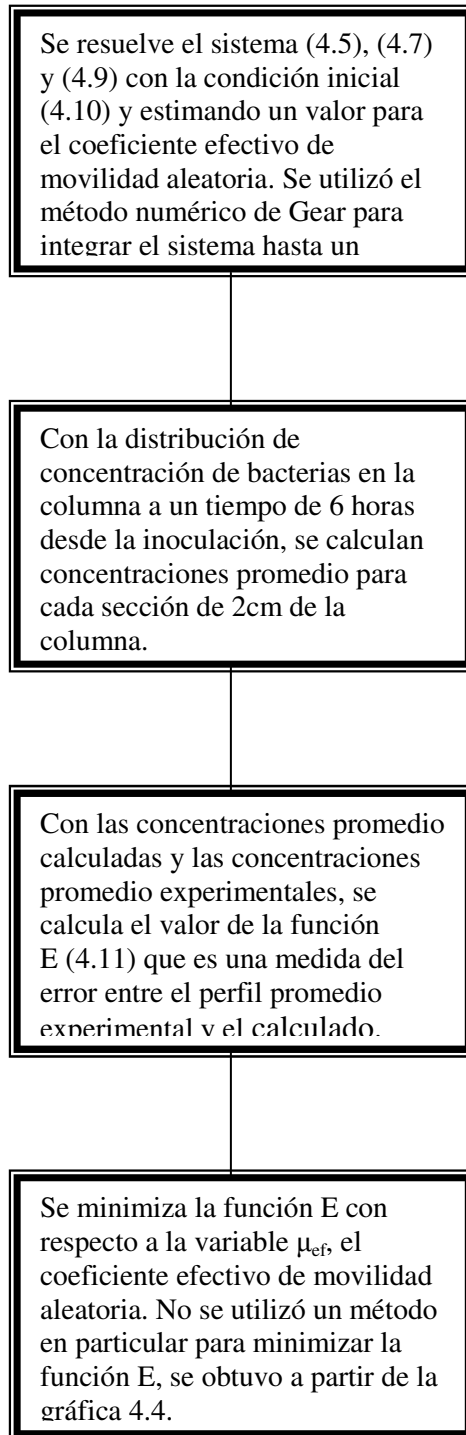 Se resuelve el sistema (4.5), (4.7)
y (4.9) con la condición inicial
(4.10) y estimando un valor para
el coeficiente efectivo de
movilidad aleatoria. Se utilizó el
método numérico de Gear para
integrar el sistema hasta un
Con la distribución de
concentración de bacterias en la
columna a un tiempo de 6 horas
desde la inoculación, se calculan
concentraciones promedio para
cada sección de 2cm de la
columna.
Con las concentraciones promedio
calculadas y las concentraciones
promedio experimentales, se
calcula el valor de la función
E (4.11) que es una medida del
error entre el perfil promedio
experimental y el calculado.
Se minimiza la función E con
respecto a la variable μef, el
coeficiente efectivo de movilidad
aleatoria. No se utilizó un método
en particular para minimizar la
función E, se obtuvo a partir de la
gráfica 4.4.